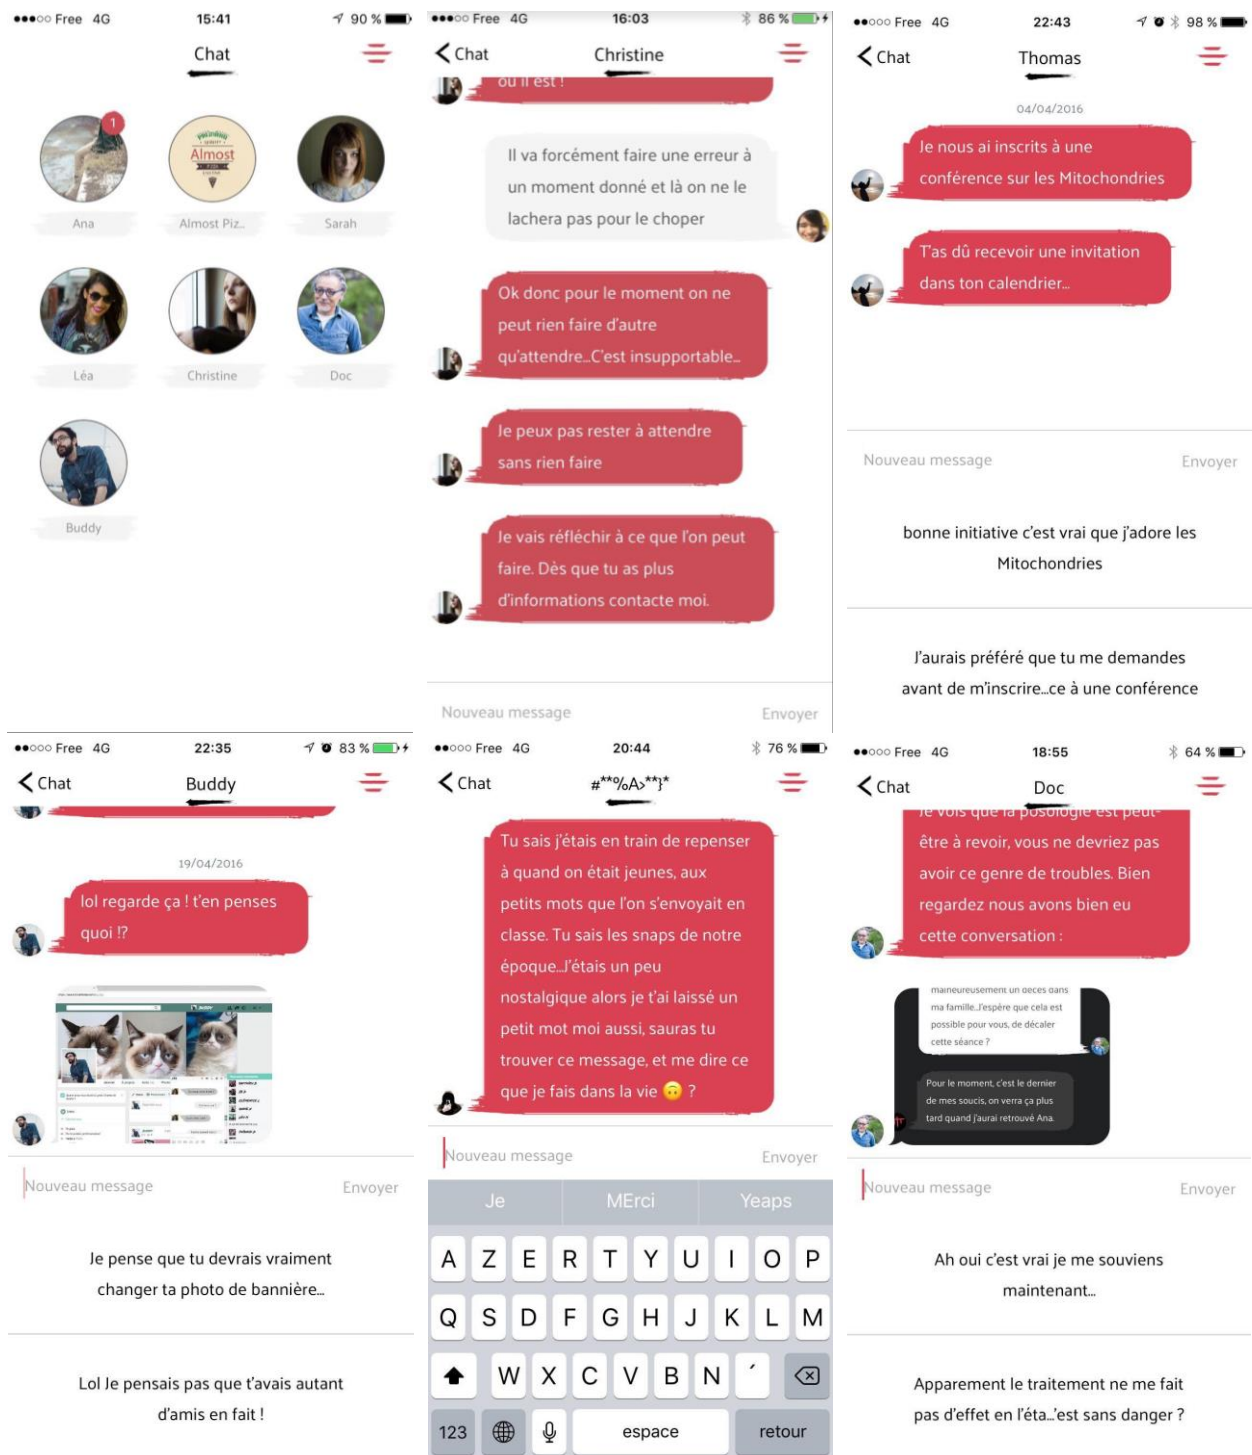 Free 4G 15:41 90 %
Chat
1
Ana
Almost
Almost Piz...
Sarah
Léa
Christine
Doc
Buddy
Free 4G 16:03 86 %
Chat Christine
où il est !
Il va forcément faire une erreur à
un moment donné et là on ne le
lachera pas pour le choper
Ok donc pour le moment on ne
peut rien faire d'autre
qu'attendre...C'est insupportable...
Je peux pas rester à attendre
sans rien faire
Je vais réfléchir à ce que l'on peut
faire. Dès que tu as plus
d'informations contacte moi.
Nouveau message Envoyer
Free 4G 22:43 98 %
Chat Thomas
04/04/2016
Je nous ai inscrits à une
conférence sur les Mitochondries
T'as dû recevoir une invitation
dans ton calendrier...
Nouveau message Envoyer
bonne initiative c'est vrai que j'adore les
Mitochondries
J'aurais préféré que tu me demandes
avant de m'inscrire...ce à une conférence
Free 4G 22:35 83 %
Chat Buddy
19/04/2016
lol regarde ça ! t'en penses
quoi !?
Nouveau message Envoyer
Je pense que tu devrais vraiment
changer ta photo de bannière...
Lol Je pensais pas que t'avais autant
d'amis en fait !
Free 4G 20:44 76 %
Chat #**%A>**}*
Tu sais j'étais en train de repenser
à quand on était jeunes, aux
petits mots que l'on s'envoyait en
classe. Tu sais les snaps de notre
époque...J'étais un peu
nostalgique alors je t'ai laissé un
petit mot moi aussi, sauras tu
trouver ce message, et me dire ce
que je fais dans la vie 🙃 ?
Nouveau message Envoyer
Je MErci Yeaps
A Z E R T Y U I O P
Q S D F G H J K L M
W X C V B N ´
123 espace retour
Free 4G 18:55 64 %
Chat Doc
Je vois que la posologie est peut-
être à revoir, vous ne devriez pas
avoir ce genre de troubles. Bien
regardez nous avons bien eu
cette conversation :
malheureusement un décès dans
ma famille...J'espère que cela est
possible pour vous, de décaler
cette séance ?
Pour le moment, c'est le dernier
de mes soucis, on verra ça plus
tard quand j'aurai retrouvé Ana.
Nouveau message Envoyer
Ah oui c'est vrai je me souviens
maintenant...
Apparement le traitement ne me fait
pas d'effet en l'éta...'est sans danger ?